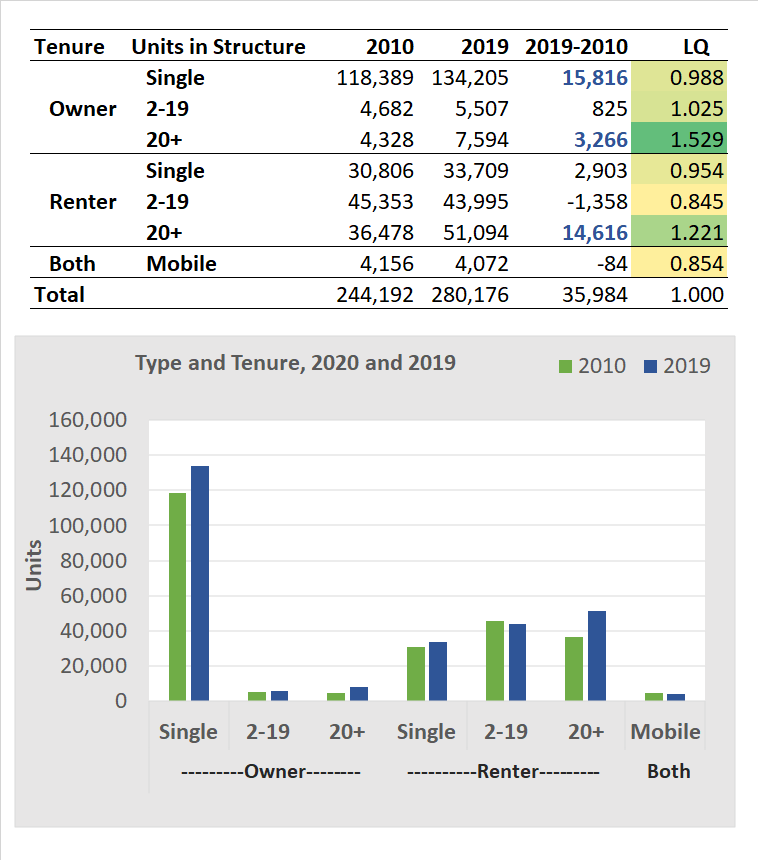 Tenure Units in Structure 2010 2019 2019-2010 LQ
Single 118,389 134,205 15,816 0.988
Owner 2-19 4,682 5,507 825 1.025
20+ 4,328 7,594 3,266 1.529
Single 30,806 33,709 2,903 0.954
Renter 2-19 45,353 43,995 -1,358 0.845
20+ 36,478 51,094 14,616 1.221
Both Mobile 4,156 4,072 -84 0.854
Total 244,192 280,176 35,984 1.000
Type and Tenure, 2020 and 2019
2010 2019
160,000
140,000
120,000
100,000
80,000
60,000
40,000
20,000
0
Units
Single 2-19 20+ Single 2-19 20+ Mobile
---------Owner-------- ----------Renter--------- Both